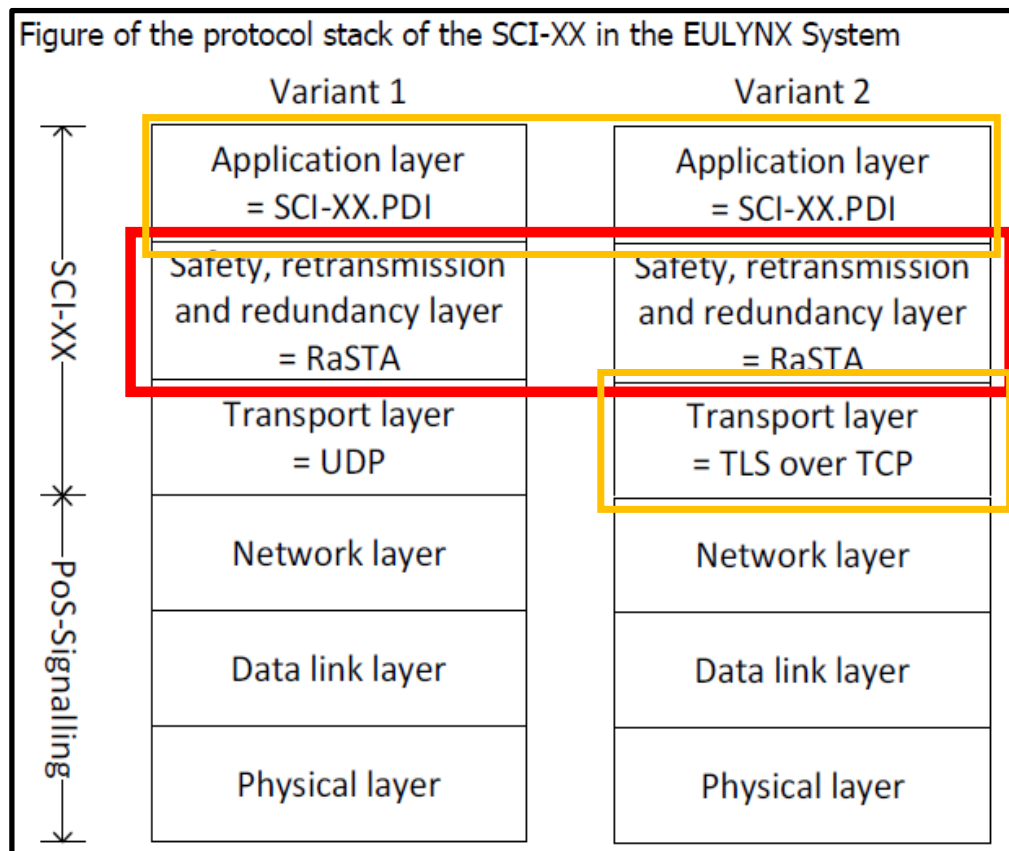 Figure of the protocol stack of the SCI-XX in the EULYNX System
Variant 1
Variant 2
SCI-XX
PoS-Signalling
Application layer
= SCI-XX.PDI
Safety, retransmission
and redundancy layer
= RaSTA
Transport layer
= UDP
Network layer
Data link layer
Physical layer
Application layer
= SCI-XX.PDI
Safety, retransmission
and redundancy layer
= RaSTA
Transport layer
= TLS over TCP
Network layer
Data link layer
Physical layer